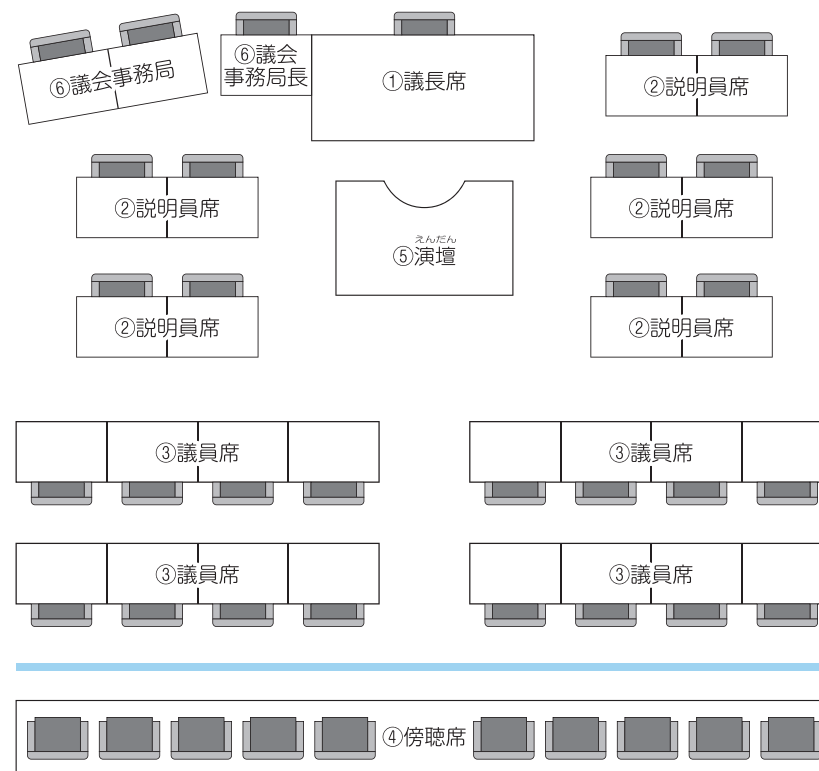 ⑥議会事務局
⑥議会
事務局長
①議長席
②説明員席
②説明員席
②説明員席
えんだん
⑤演壇
②説明員席
②説明員席
③議員席
③議員席
③議員席
③議員席
④傍聴席